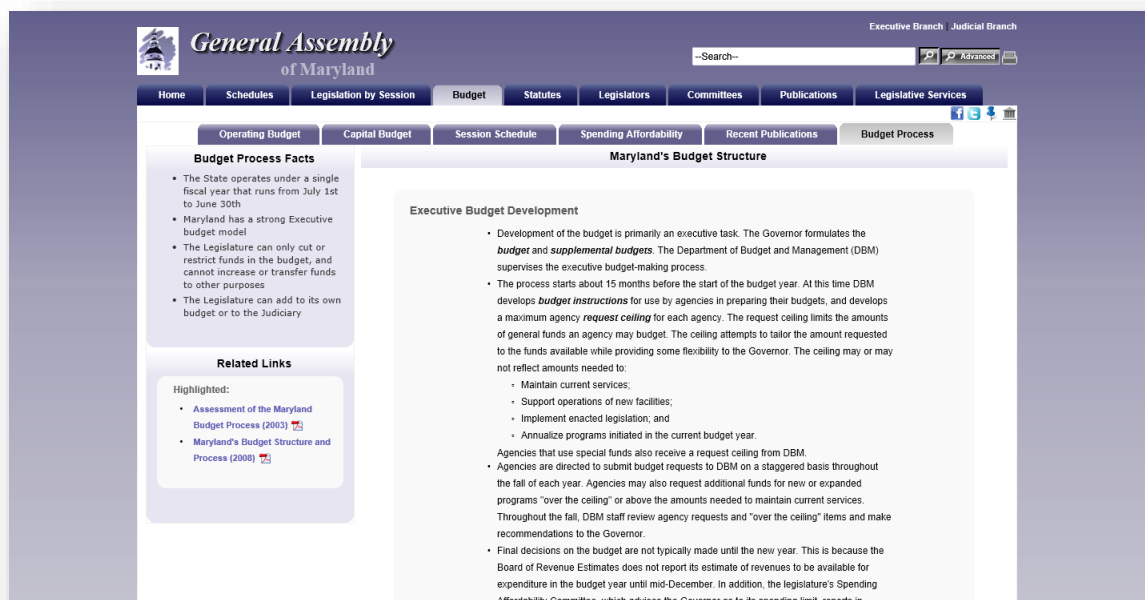 Executive Branch | Judicial Branch
General Assembly
of Maryland
--Search--
Advanced
Home Schedules Legislation by Session Budget Statutes Legislators Committees Publications Legislative Services
Operating Budget Capital Budget Session Schedule Spending Affordability Recent Publications Budget Process
Budget Process Facts
• The State operates under a single
fiscal year that runs from July 1st
to June 30th
• Maryland has a strong Executive
budget model
• The Legislature can only cut or
restrict funds in the budget, and
cannot increase or transfer funds
to other purposes
• The Legislature can add to its own
budget or to the Judiciary
Related Links
Highlighted:
• Assessment of the Maryland
Budget Process (2003)
• Maryland's Budget Structure and
Process (2008)
Maryland's Budget Structure
Executive Budget Development
• Development of the budget is primarily an executive task. The Governor formulates the
budget and supplemental budgets. The Department of Budget and Management (DBM)
supervises the executive budget-making process.
• The process starts about 15 months before the start of the budget year. At this time DBM
develops budget instructions for use by agencies in preparing their budgets, and develops
a maximum agency request ceiling for each agency. The request ceiling limits the amounts
of general funds an agency may budget. The ceiling attempts to tailor the amount requested
to the funds available while providing some flexibility to the Governor. The ceiling may or may
not reflect amounts needed to:
◦ Maintain current services;
◦ Support operations of new facilities;
◦ Implement enacted legislation; and
◦ Annualize programs initiated in the current budget year.
Agencies that use special funds also receive a request ceiling from DBM.
• Agencies are directed to submit budget requests to DBM on a staggered basis throughout
the fall of each year. Agencies may also request additional funds for new or expanded
programs "over the ceiling" or above the amounts needed to maintain current services.
Throughout the fall, DBM staff review agency requests and "over the ceiling" items and make
recommendations to the Governor.
• Final decisions on the budget are not typically made until the new year. This is because the
Board of Revenue Estimates does not report its estimate of revenues to be available for
expenditure in the budget year until mid-December. In addition, the legislature's Spending
Affordability Committee, which advises the Governor as to its spending limit, reports in